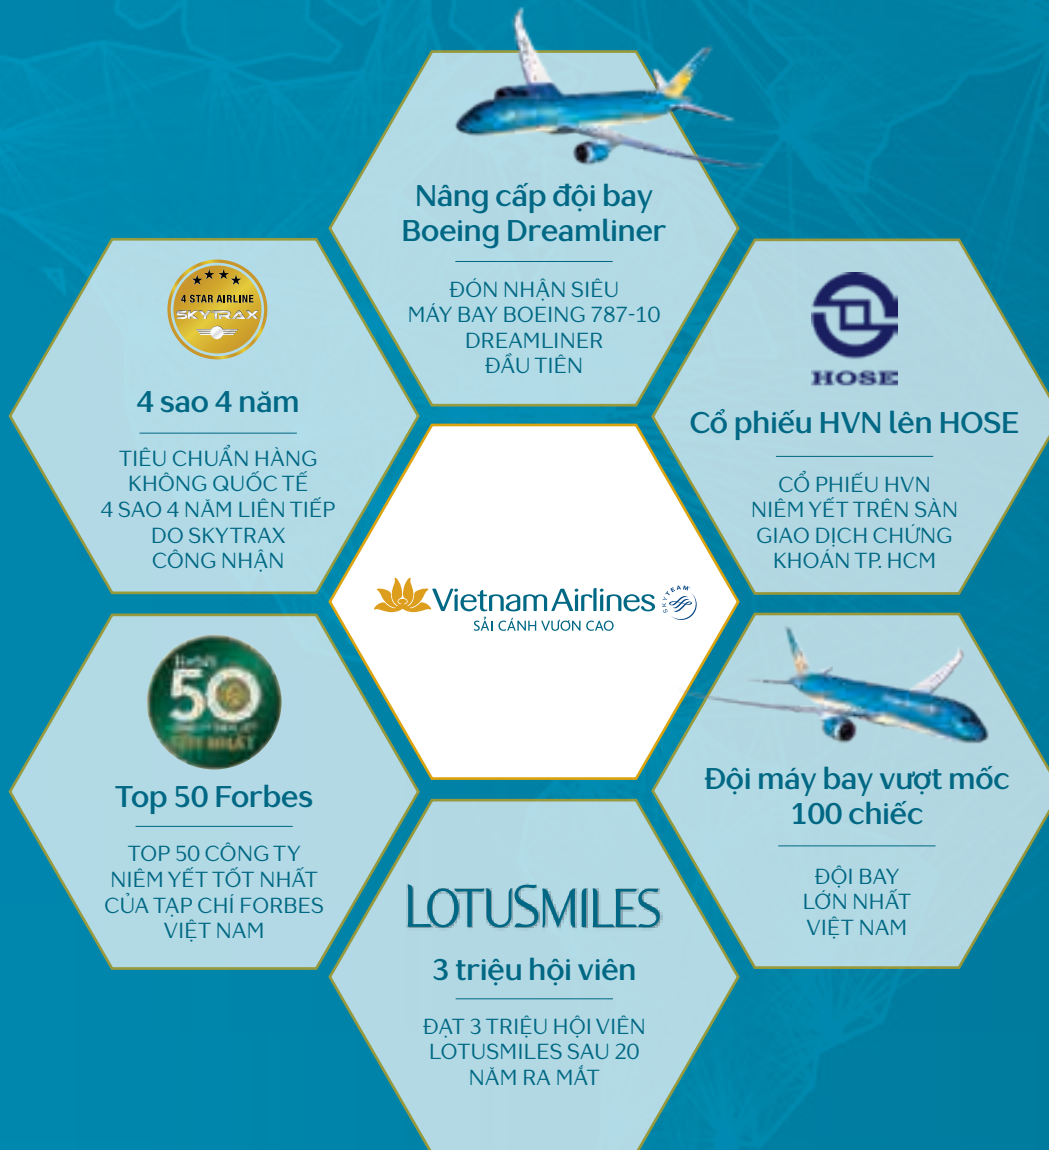 Nâng cấp đội bay
Boeing Dreamliner
ĐÓN NHẬN SIÊU
MÁY BAY BOEING 787-10
DREAMLINER
ĐẦU TIÊN
4 STAR AIRLINE
SKYTRAX
4 sao 4 năm
TIÊU CHUẨN HÀNG
KHÔNG QUỐC TẾ
4 SAO 4 NĂM LIÊN TIẾP
DO SKYTRAX
CÔNG NHẬN
HOSE
Cổ phiếu HVN lên HOSE
CỔ PHIẾU HVN
NIÊM YẾT TRÊN SÀN
GIAO DỊCH CHỨNG
KHOÁN TP. HCM
Vietnam Airlines
SẢI CÁNH VƯƠN CAO
SKYTEAM
50
NHẤT
Top 50 Forbes
TOP 50 CÔNG TY
NIÊM YẾT TỐT NHẤT
CỦA TẠP CHÍ FORBES
VIỆT NAM
Đội máy bay vượt mốc
100 chiếc
ĐỘI BAY
LỚN NHẤT
VIỆT NAM
LOTUSMILES
3 triệu hội viên
ĐẠT 3 TRIỆU HỘI VIÊN
LOTUSMILES SAU 20
NĂM RA MẮT